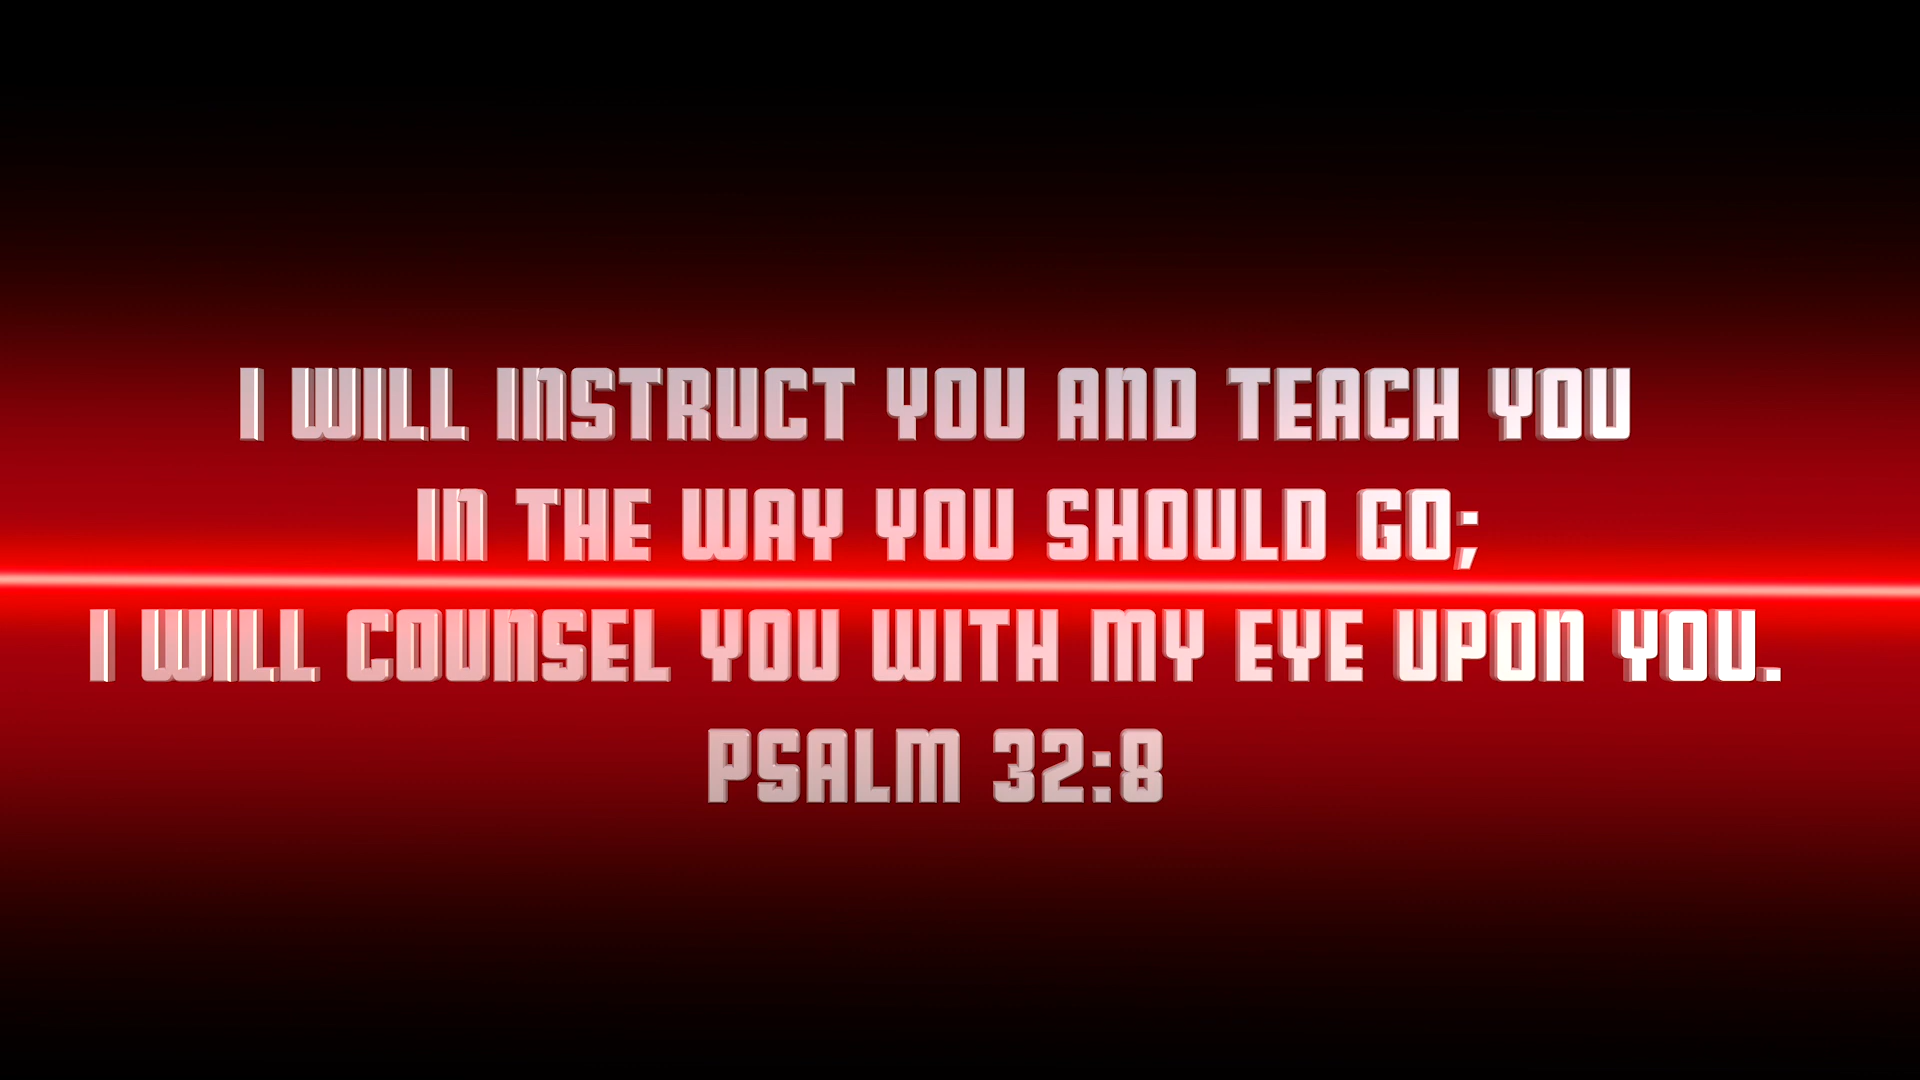 I WILL INSTRUCT YOU AND TEACH YOU
IN THE WAY YOU SHOULD GO;
I WILL COUNSEL YOU WITH MY EYE UPON YOU.
PSALM 32:8